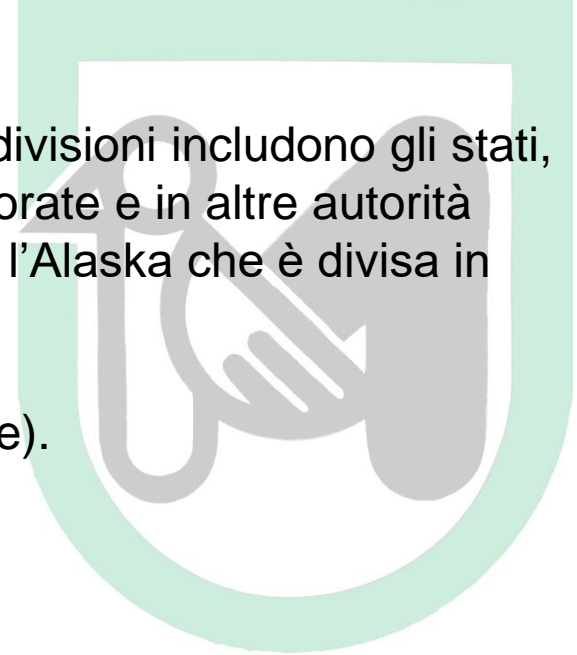 divisioni includono gli stati,
orate e in altre autorità
l’Alaska che è divisa in
e).